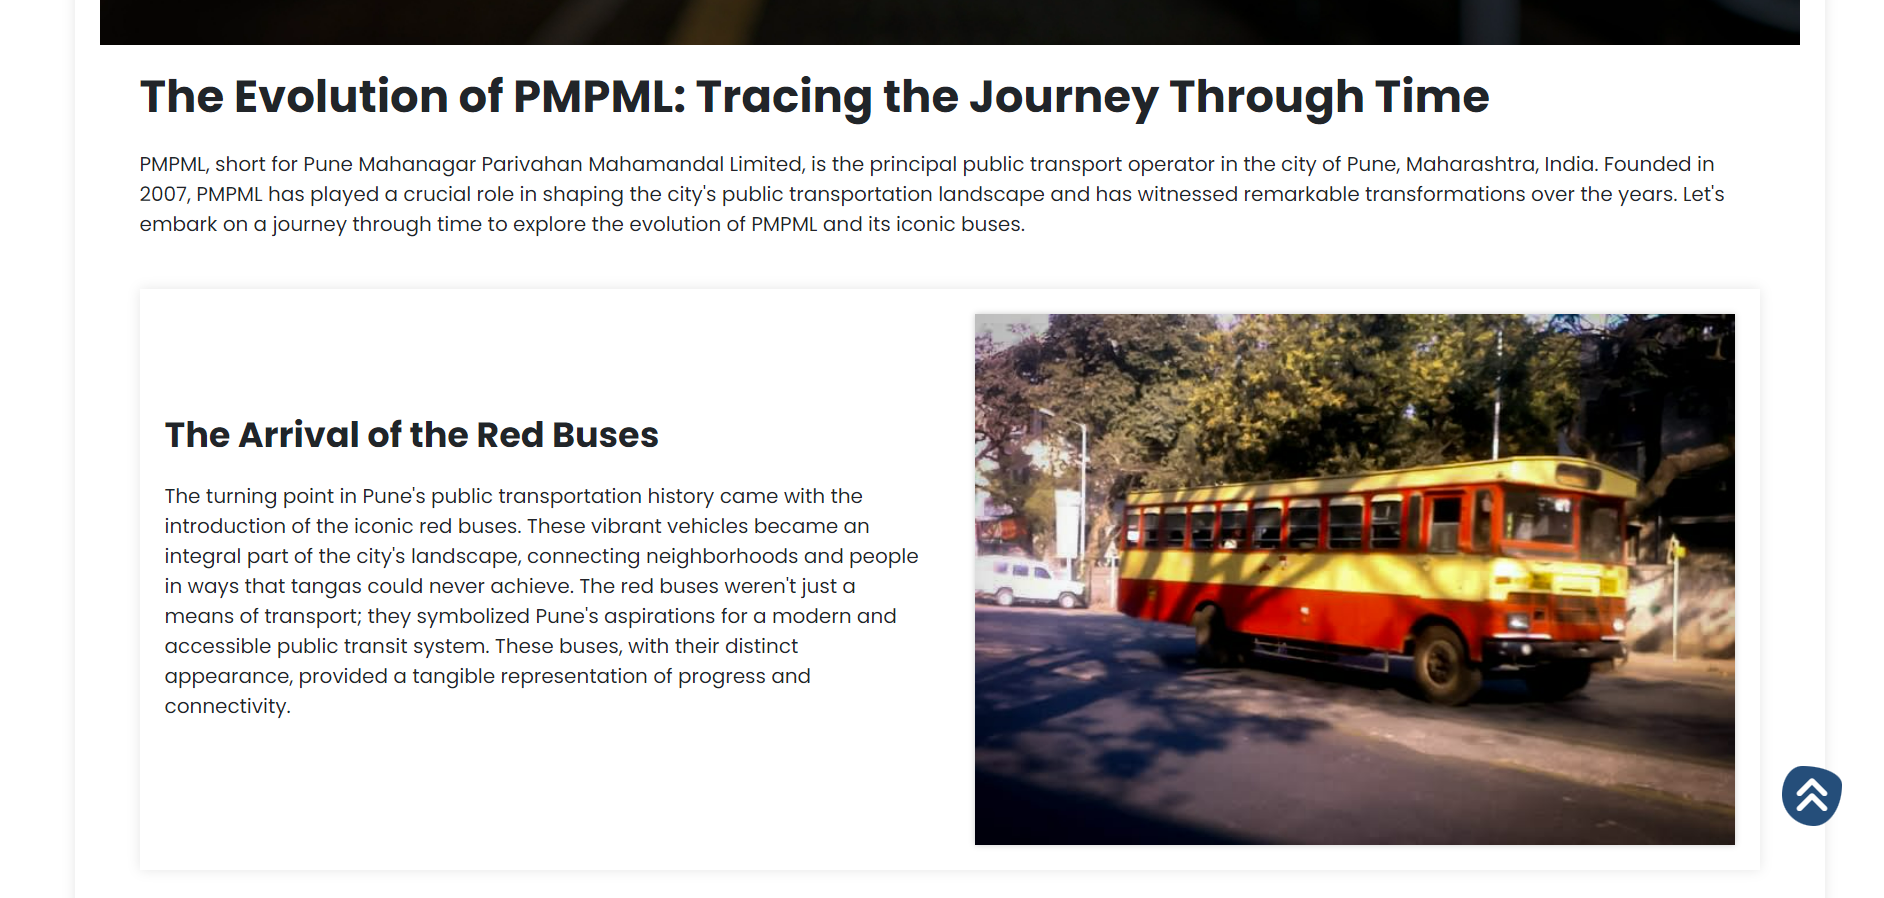 The Evolution of PMPML: Tracing the Journey Through Time
PMPML, short for Pune Mahanagar Parivahan Mahamandal Limited, is the principal public transport operator in the city of Pune, Maharashtra, India. Founded in
2007, PMPML has played a crucial role in shaping the city's public transportation landscape and has witnessed remarkable transformations over the years. Let's
embark on a journey through time to explore the evolution of PMPML and its iconic buses.
The Arrival of the Red Buses
The turning point in Pune's public transportation history came with the
introduction of the iconic red buses. These vibrant vehicles became an
integral part of the city's landscape, connecting neighborhoods and people
in ways that tangas could never achieve. The red buses weren't just a
means of transport; they symbolized Pune's aspirations for a modern and
accessible public transit system. These buses, with their distinct
appearance, provided a tangible representation of progress and
connectivity.